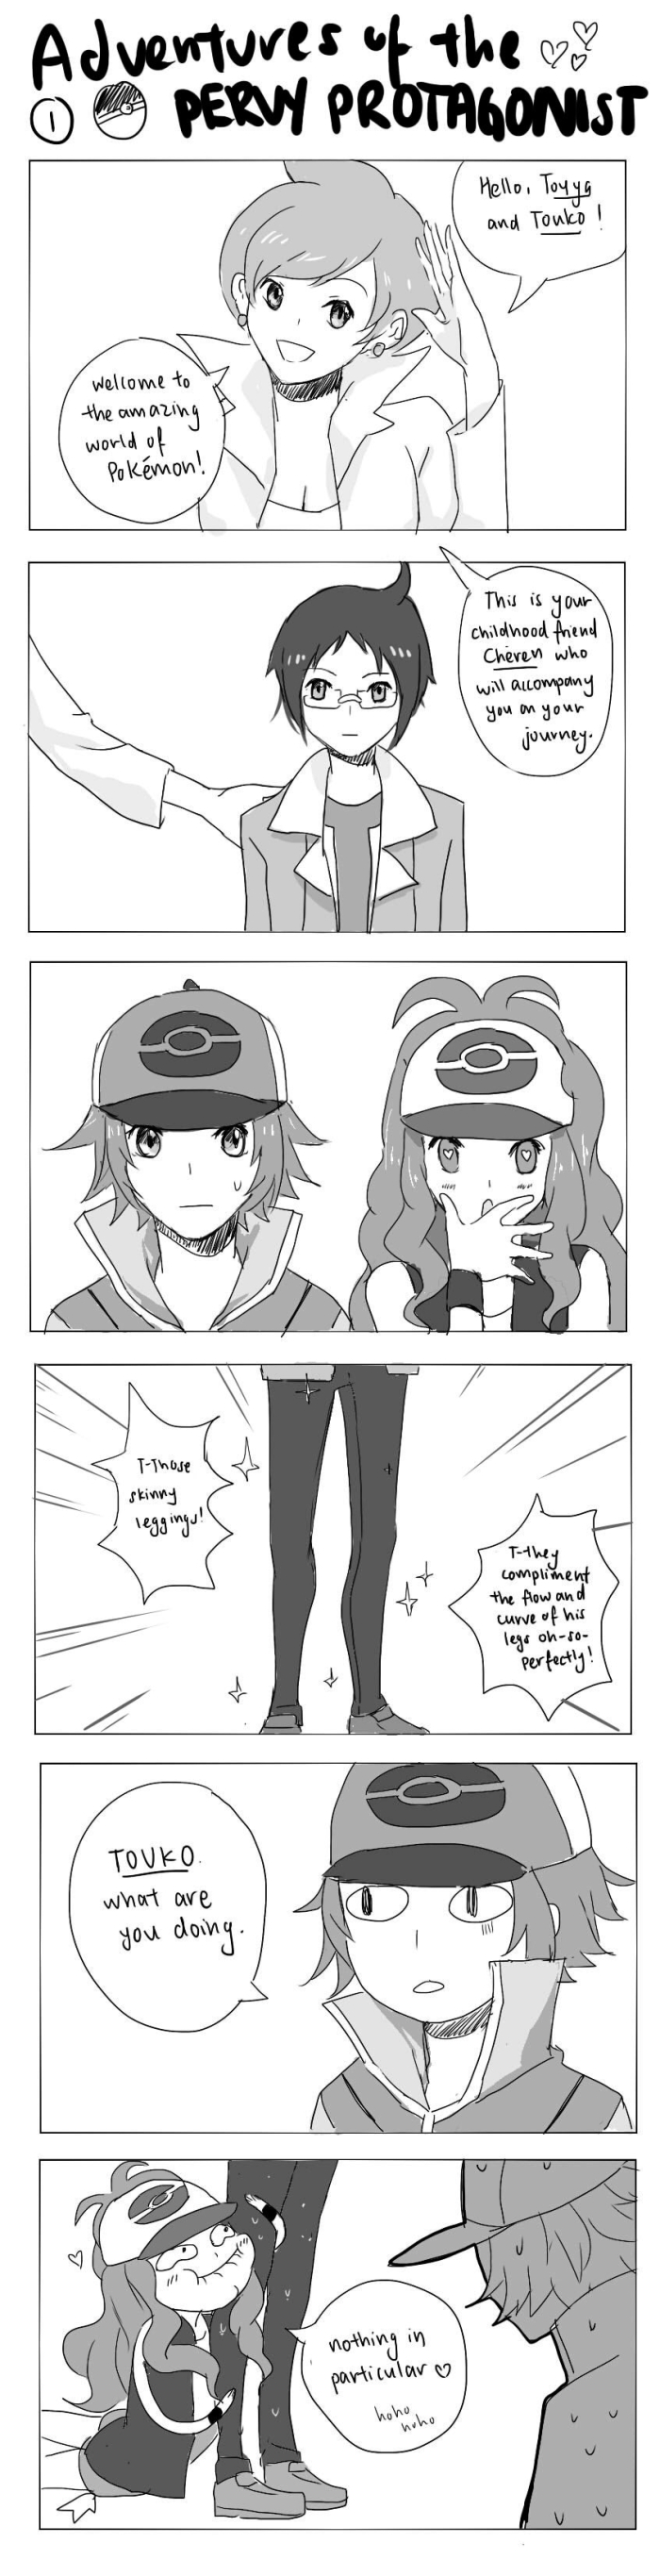 Adventures of the
1 PERVY PROTAGONIST
Hello, Touya
and Touko!
Welcome to
the amazing
world of
Pokémon!
This is your
childhood friend
Cheren who
will accompany
you on your
journey.
T-Those
skinny
leggings!
T-they
compliment
the flow and
curve of his
legs oh-so-
perfectly!
TOUKO.
what are
you doing.
nothing in
particular ♡
hoho
hoho